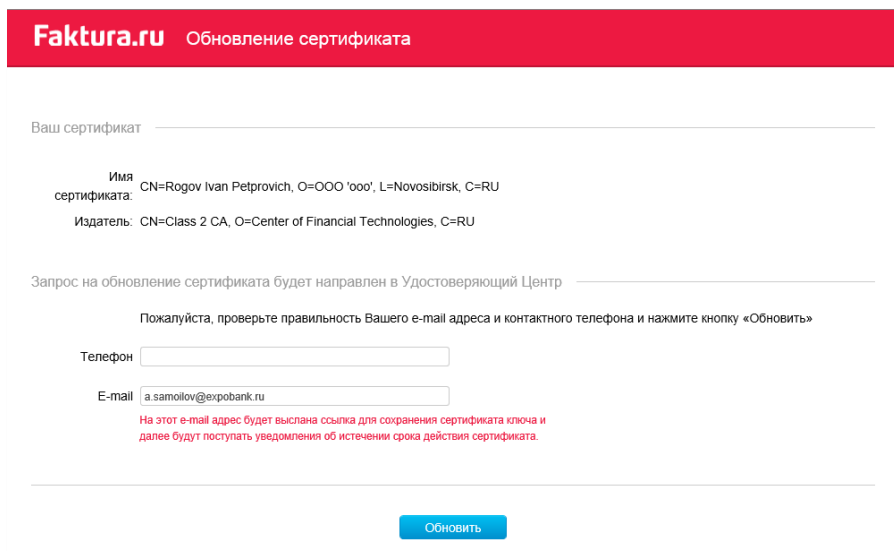 Faktura.ru Обновление сертификата
Ваш сертификат
Имя
сертификата: CN=Rogov Ivan Petprovich, O=ООО 'ооо', L=Novosibirsk, C=RU
Издатель: CN=Class 2 CA, O=Center of Financial Technologies, C=RU
Запрос на обновление сертификата будет направлен в Удостоверяющий Центр
Пожалуйста, проверьте правильность Вашего e-mail адреса и контактного телефона и нажмите кнопку «Обновить»
Телефон
E-mail a.samoilov@expobank.ru
На этот e-mail адрес будет выслана ссылка для сохранения сертификата ключа и
далее будут поступать уведомления об истечении срока действия сертификата.
Обновить